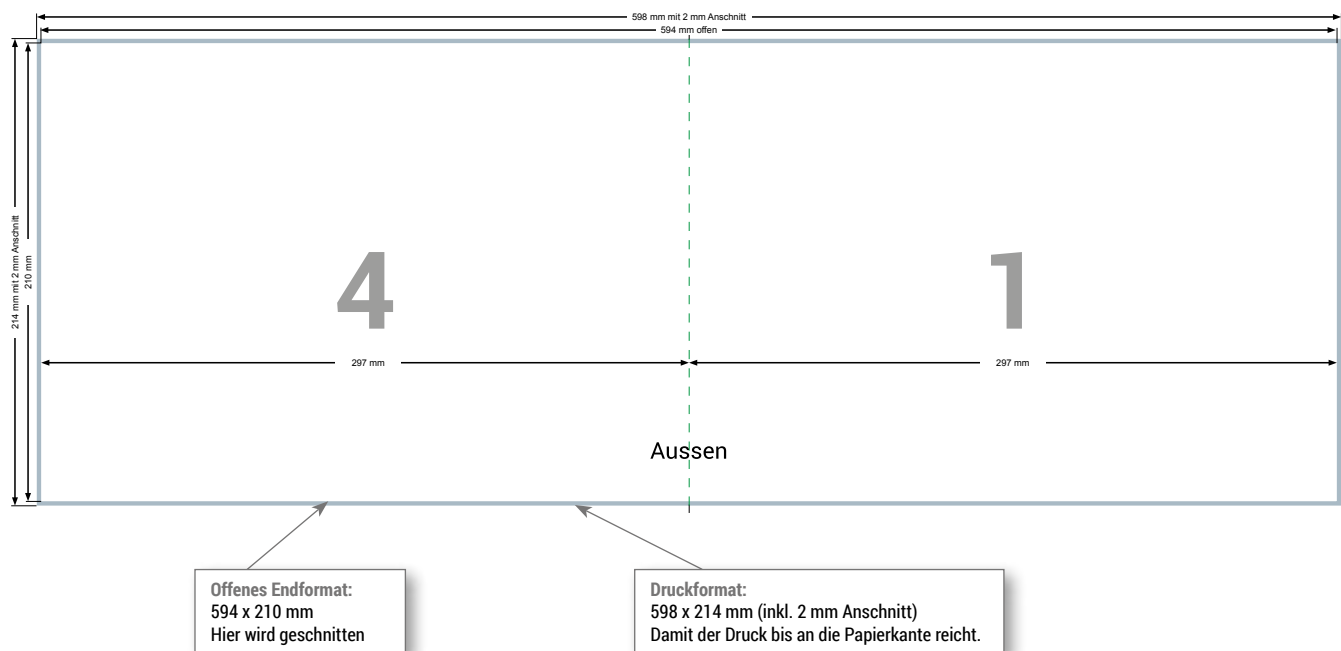 598 mm mit 2 mm Anschnitt
594 mm offen
214 mm mit 2 mm Anschnitt
210 mm
4
1
297 mm
297 mm
Aussen
Offenes Endformat:
594 x 210 mm
Hier wird geschnitten
Druckformat:
598 x 214 mm (inkl. 2 mm Anschnitt)
Damit der Druck bis an die Papierkante reicht.